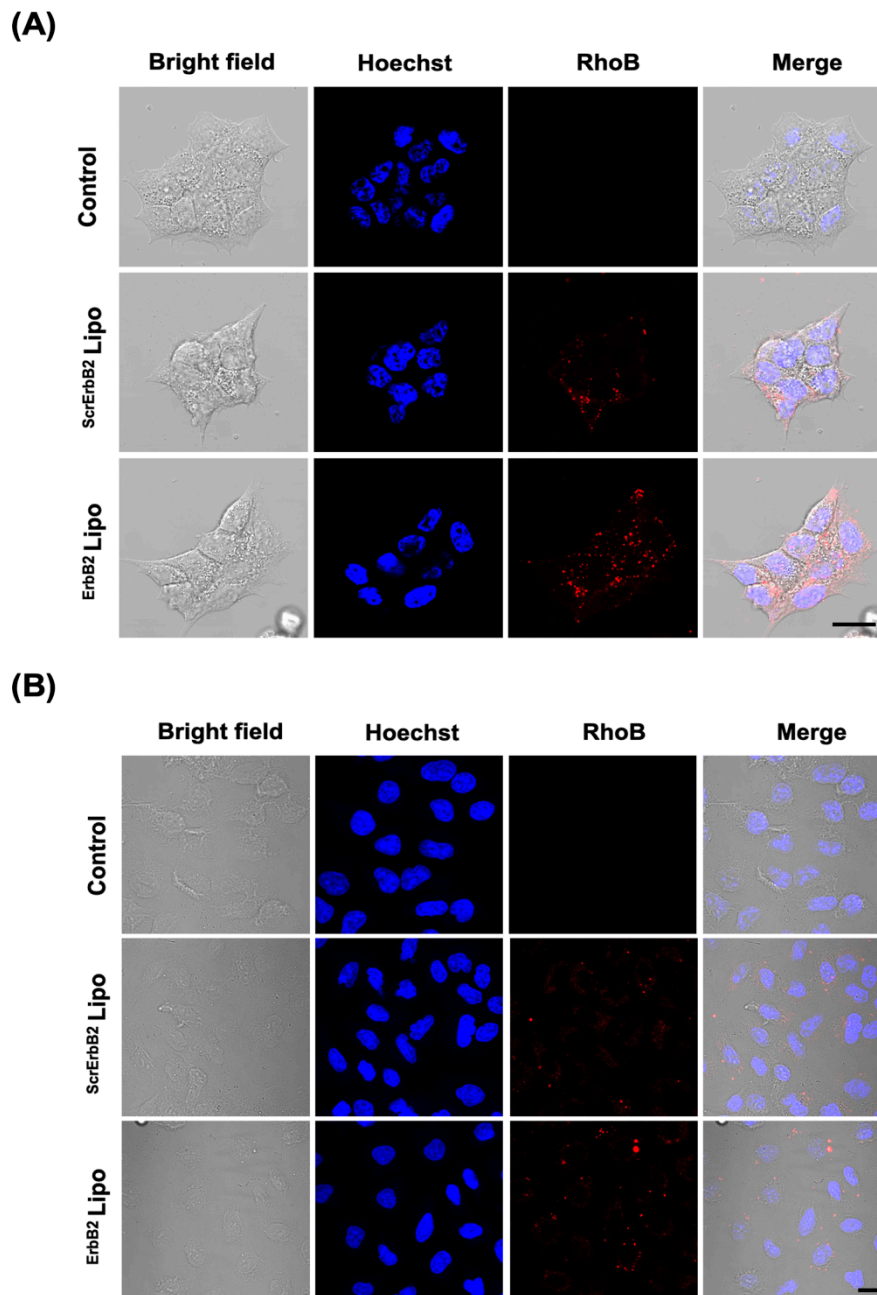 (A)
Bright field Hoechst RhoB Merge
Control
ScrErbB2 Lipo
ErbB2 Lipo
(B)
Bright field Hoechst RhoB Merge
Control
ScrErbB2 Lipo
ErbB2 Lipo